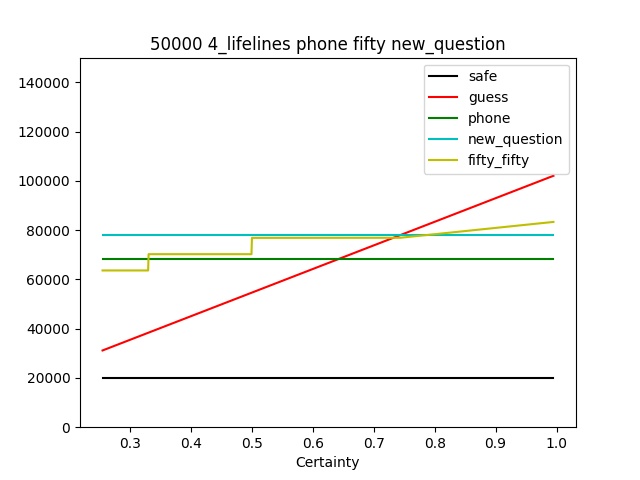 50000 4_lifelines phone fifty new_question
140000
120000
100000
80000
60000
40000
20000
0
safe
guess
phone
new_question
fifty_fifty
0.3 0.4 0.5 0.6 0.7 0.8 0.9 1.0
Certainty